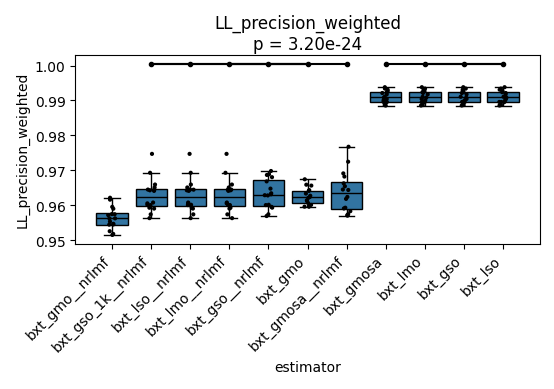 LL_precision_weighted
p = 3.20e-24
LL_precision_weighted
1.00
0.99
0.98
0.97
0.96
0.95
bxt_gmo__nrlmf
bxt_gso_1k__nrlmf
bxt_lso__nrlmf
bxt_lmo__nrlmf
bxt_gso__nrlmf
bxt_gmo
bxt_gmosa__nrlmf
bxt_gmosa
bxt_lmo
bxt_gso
bxt_lso
estimator